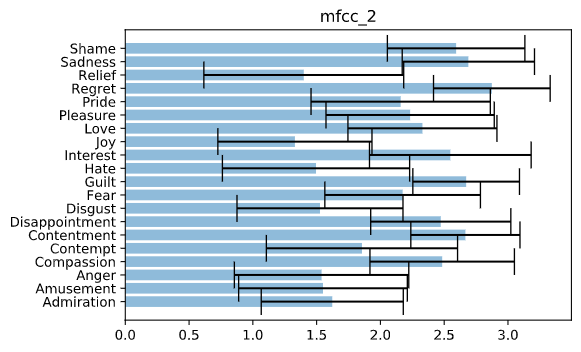 mfcc_2
Shame
Sadness
Relief
Regret
Pride
Pleasure
Love
Joy
Interest
Hate
Guilt
Fear
Disgust
Disappointment
Contentment
Contempt
Compassion
Anger
Amusement
Admiration
0.0 0.5 1.0 1.5 2.0 2.5 3.0